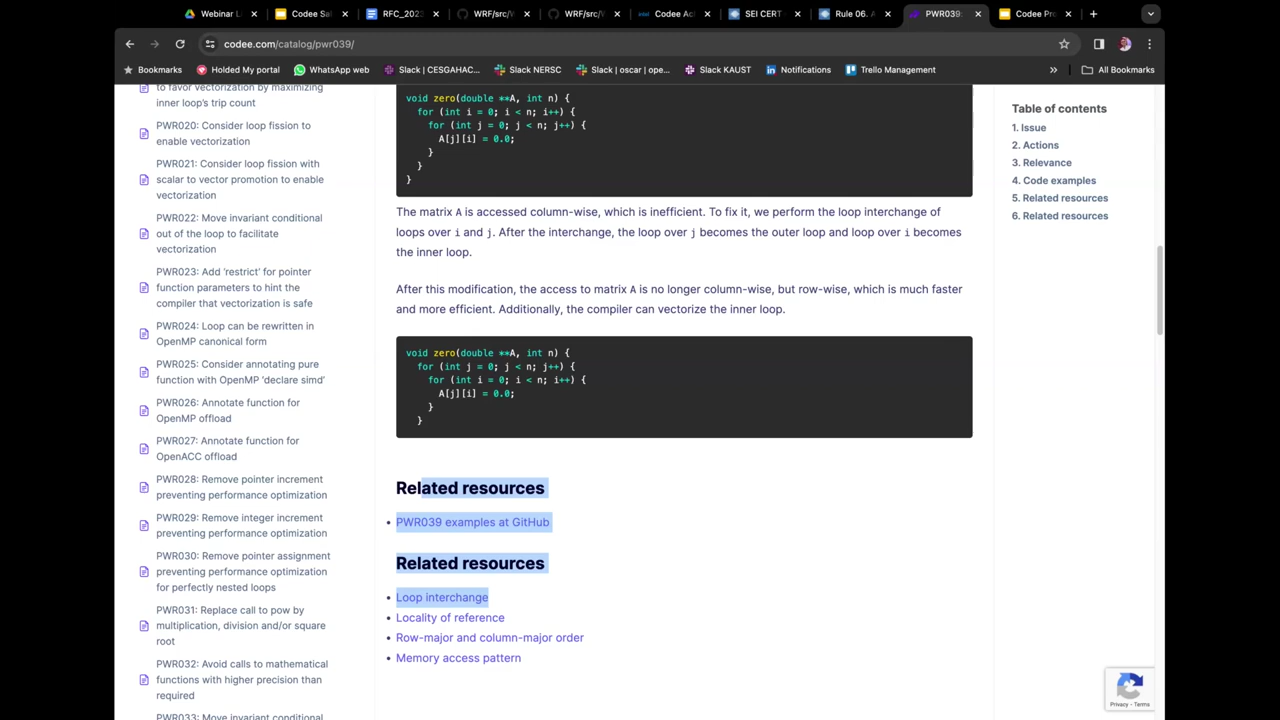 Webinar Li
Codee Sal
RFC_2023
WRF/src/W
WRF/src/W
Codee Ac
SEI CERT
Rule 06. A
PWR039:
Codee Pr
codee.com/catalog/pwr039/
Bookmarks
Holded My portal
WhatsApp web
Slack | CESGAHAC...
Slack NERSC
Slack | oscar | ope...
Slack KAUST
Notifications
Trello Management
»
All Bookmarks
to favor vectorization by maximizing
inner loop's trip count
PWR020: Consider loop fission to
enable vectorization
PWR021: Consider loop fission with
scalar to vector promotion to enable
vectorization
PWR022: Move invariant conditional
out of the loop to facilitate
vectorization
PWR023: Add 'restrict' for pointer
function parameters to hint the
compiler that vectorization is safe
PWR024: Loop can be rewritten in
OpenMP canonical form
PWR025: Consider annotating pure
function with OpenMP 'declare simd'
PWR026: Annotate function for
OpenMP offload
PWR027: Annotate function for
OpenACC offload
PWR028: Remove pointer increment
preventing performance optimization
PWR029: Remove integer increment
preventing performance optimization
PWR030: Remove pointer assignment
preventing performance optimization
for perfectly nested loops
PWR031: Replace call to pow by
multiplication, division and/or square
root
PWR032: Avoid calls to mathematical
functions with higher precision than
required
PWR033: Move invariant conditional
void zero(double **A, int n) {
for (int i = 0; i < n; i++) {
for (int j = 0; j < n; j++) {
A[j][i] = 0.0;
}
}
}
The matrix A is accessed column-wise, which is inefficient. To fix it, we perform the loop interchange of
loops over i and j. After the interchange, the loop over j becomes the outer loop and loop over i becomes
the inner loop.
After this modification, the access to matrix A is no longer column-wise, but row-wise, which is much faster
and more efficient. Additionally, the compiler can vectorize the inner loop.
void zero(double **A, int n) {
for (int j = 0; j < n; j++) {
for (int i = 0; i < n; i++) {
A[j][i] = 0.0;
}
}
Related resources
• PWR039 examples at GitHub
Related resources
• Loop interchange
• Locality of reference
• Row-major and column-major order
• Memory access pattern
Table of contents
1. Issue
2. Actions
3. Relevance
4. Code examples
5. Related resources
6. Related resources
Privacy - Terms